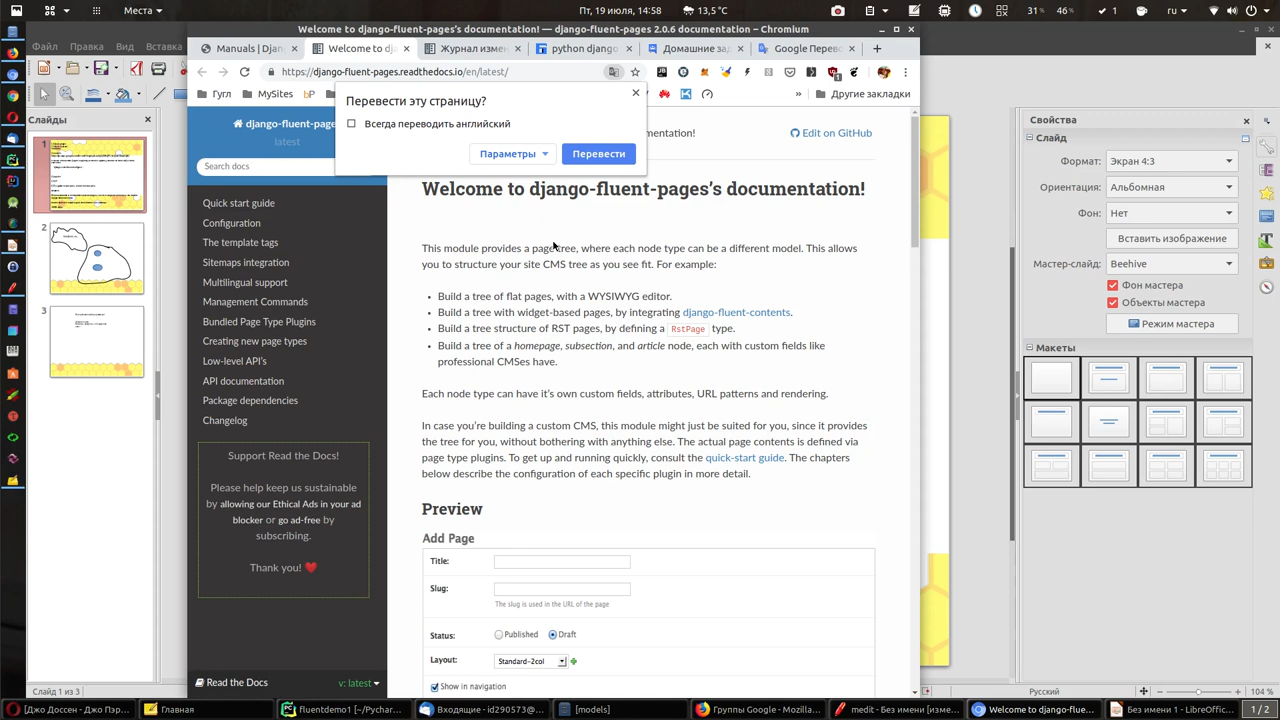 Места
Пт, 19 июля, 14:58
12,5°C
31%
46%
Welcome to django-fluent-pages's documentation! — django-fluent-pages 2.0.6 documentation – Chromium
Файл
Правка
Вид
Вставка
Manuals | Djan
Welcome to dj
Журнал измен
python django
Домашние зад
Google Перево
https://django-fluent-pages.readthedocs.io/en/latest/
Гугл
MySites
»
Другие закладки
Перевести эту страницу?
Всегда переводить английский
Параметры
Перевести
Слайды
1
2
3
django-fluent-page
latest
Search docs
Quick start guide
Configuration
The template tags
Sitemaps integration
Multilingual support
Management Commands
Bundled Page Type Plugins
Creating new page types
Low-level API's
API documentation
Package dependencies
Changelog
Support Read the Docs!
Please help keep us sustainable
by allowing our Ethical Ads in your ad
blocker or go ad-free by
subscribing.
Thank you! ❤️
Read the Docs
v: latest
mentation!
Edit on GitHub
Welcome to django-fluent-pages's documentation!
This module provides a page tree, where each node type can be a different model. This allows
you to structure your site CMS tree as you see fit. For example:
• Build a tree of flat pages, with a WYSIWYG editor.
• Build a tree with widget-based pages, by integrating django-fluent-contents.
• Build a tree structure of RST pages, by defining a RstPage type.
• Build a tree of a homepage, subsection, and article node, each with custom fields like
professional CMSes have.
Each node type can have it's own custom fields, attributes, URL patterns and rendering.
In case you're building a custom CMS, this module might just be suited for you, since it provides
the tree for you, without bothering with anything else. The actual page contents is defined via
page type plugins. To get up and running quickly, consult the quick-start guide. The chapters
below describe the configuration of each specific plugin in more detail.
Preview
Add Page
Title:
Slug:
The slug is used in the URL of the page
Status:
Published
Draft
Layout:
Standard-2col
Show in navigation
Свойства
Слайд
Формат:
Экран 4:3
Ориентация:
Альбомная
Фон:
Нет
Вставить изображение
Мастер-слайд:
Beehive
Фон мастера
Объекты мастера
Режим мастера
Макеты
Слайд 1 из 3
Русский
104 %
[Джо Доссен - Джо Пэр...
Главная
fluentdemo1 [~/Pychar...
Входящие - id290573@...
[models]
Группы Google - Mozilla...
medit - Без имени [изме...
Welcome to django-flue...
Без имени 1 - LibreOffic...
1 / 2